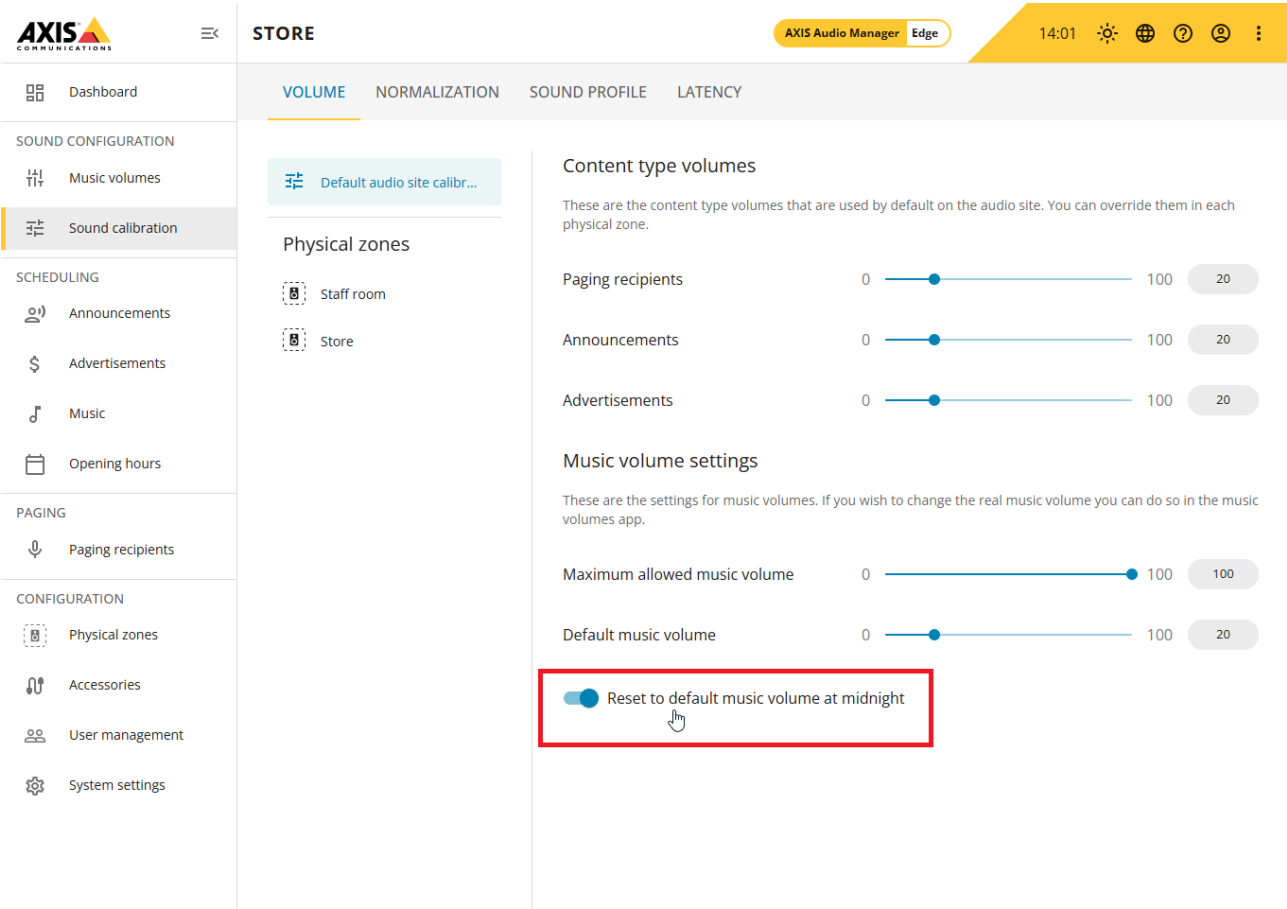 AXIS
COMMUNICATIONS
STORE
AXIS Audio Manager Edge
14:01
Dashboard
SOUND CONFIGURATION
Music volumes
Sound calibration
SCHEDULING
Announcements
Advertisements
Music
Opening hours
PAGING
Paging recipients
CONFIGURATION
Physical zones
Accessories
User management
System settings
VOLUME NORMALIZATION SOUND PROFILE LATENCY
Default audio site calibr...
Physical zones
Staff room
Store
Content type volumes
These are the content type volumes that are used by default on the audio site. You can override them in each
physical zone.
Paging recipients 0 100 20
Announcements 0 100 20
Advertisements 0 100 20
Music volume settings
These are the settings for music volumes. If you wish to change the real music volume you can do so in the music
volumes app.
Maximum allowed music volume 0 100 100
Default music volume 0 100 20
Reset to default music volume at midnight